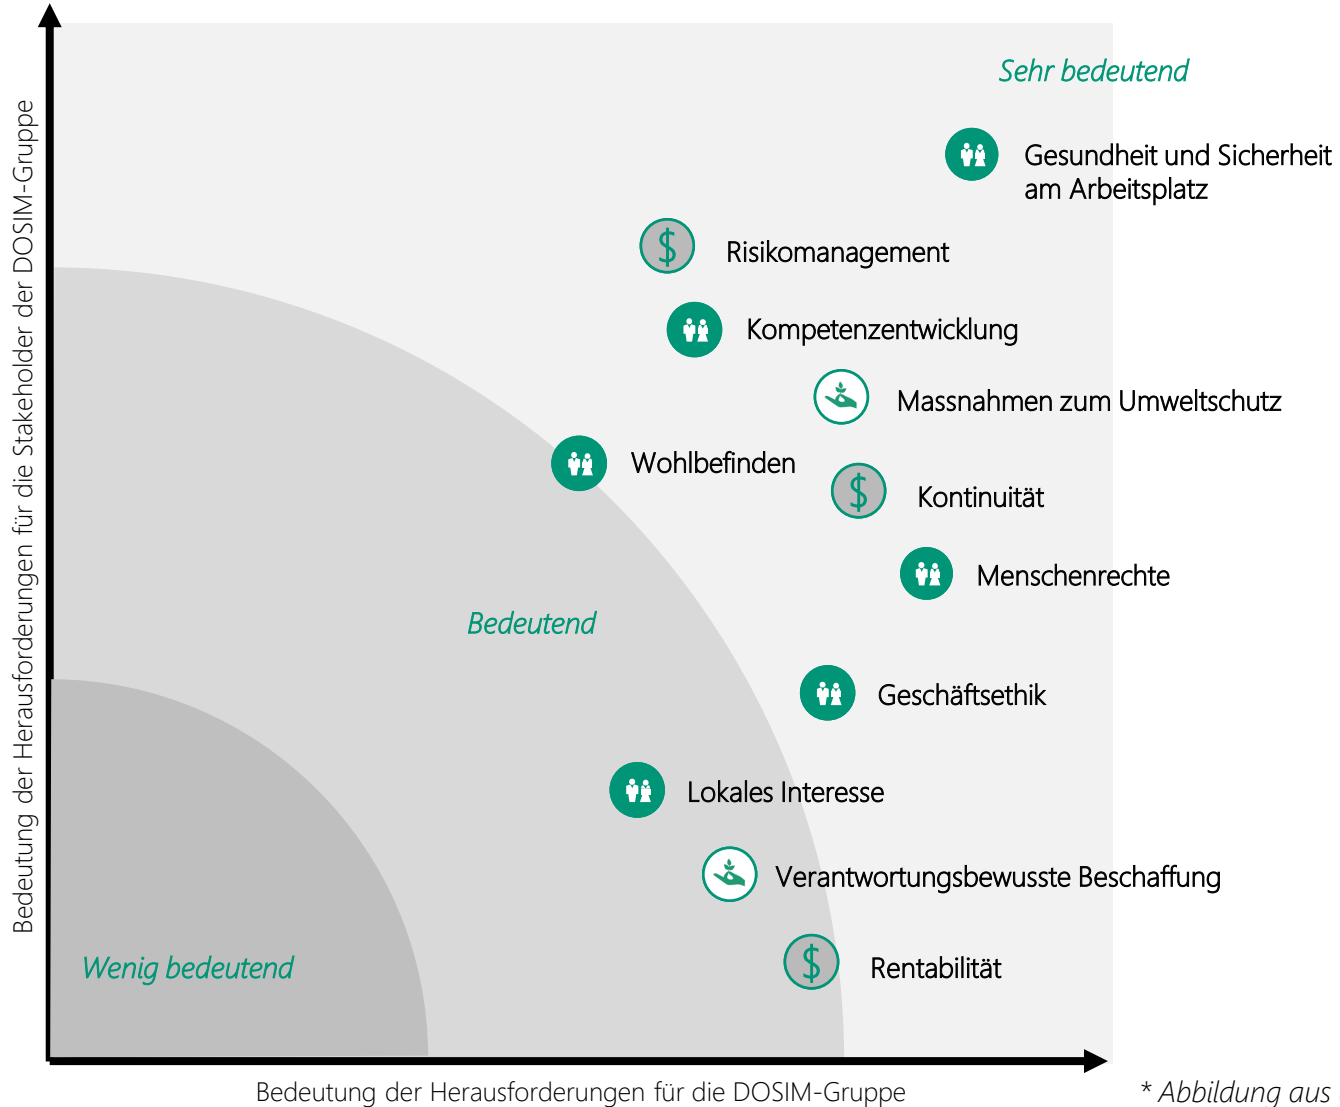 Sehr bedeutend
Gesundheit und Sicherheit
am Arbeitsplatz
$
Risikomanagement
Kompetenzentwicklung
Massnahmen zum Umweltschutz
Wohlbefinden
$
Kontinuität
Menschenrechte
Bedeutend
Geschäftsethik
Lokales Interesse
Verantwortungsbewusste Beschaffung
Wenig bedeutend
$
Rentabilität
Bedeutung der Herausforderungen für die Stakeholder der DOSIM-Gruppe
Bedeutung der Herausforderungen für die DOSIM-Gruppe
* Abbildung aus